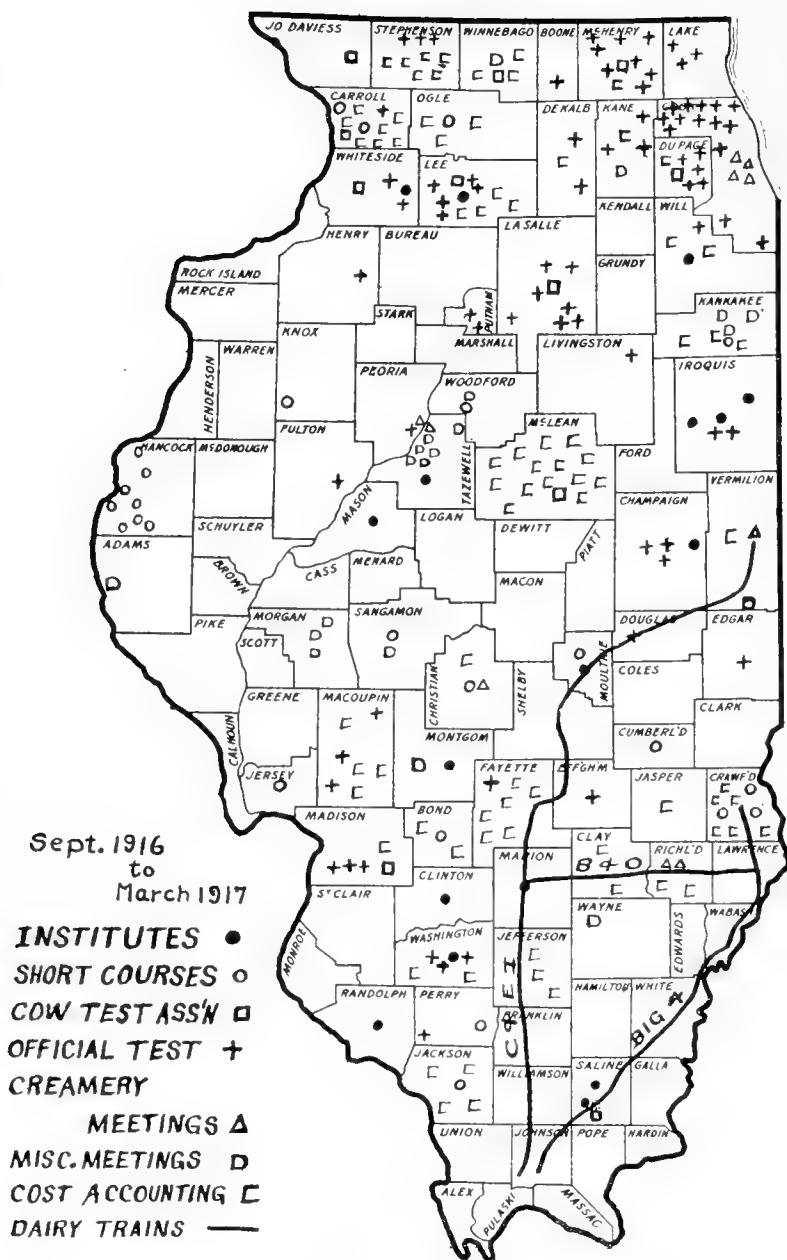 JO DAVIESS
STEPHENSON
WINNEBAGO
BOONE
McHENRY
LAKE
CARROLL
OGLE
DEKALB
KANE
DU PAGE
WHITESIDE
LEE
KENDALL
WILL
HENRY
BUREAU
LASALLE
GRUNDY
ROCK ISLAND
MERCER
STARK
PUTNAM
KANKAKEE
KNOX
MARSHALL
LIVINGSTON
WARREN
HENDERSON
PEORIA
WOODFORD
IROQUIS
FULTON
TAZEWELL
McLEAN
FORD
HANCOCK
McDONOUGH
VERMILION
MASON
LOGAN
CHAMPAIGN
SCHUYLER
DEWITT
PIATT
ADAMS
BROWN
CASS
MENARD
MACON
PIKE
MORGAN
SANGAMON
DOUGLAS
EDGAR
SCOTT
CHRISTIAN
MOULTRIE
SHELBY
COLES
GREENE
MACOUPIN
CLARK
CALHOUN
MONTGOM
CUMBERL'D
JERSEY
FAYETTE
EFFGHM
JASPER
CRAWF'D
MADISON
BOND
CLAY
RICHL'D
LAWRENCE
MARION
B & O
Sept. 1916
to
March 1917
ST CLAIR
CLINTON
WAYNE
WABASH
EDWARDS
MONROE
WASHINGTON
JEFFERSON
INSTITUTES
SHORT COURSES
COW TEST ASS'N
OFFICIAL TEST
CREAMERY
MEETINGS
MISC. MEETINGS
COST ACCOUNTING
DAIRY TRAINS
RANDOLPH
PERRY
C & E I
FRANKLIN
HAMILTON
WHITE
BIG 4
JACKSON
WILLIAMSON
SALINE
GALLA
UNION
JOHNSON
POPE
HARDIN
ALEX
PULASKI
MASSAC